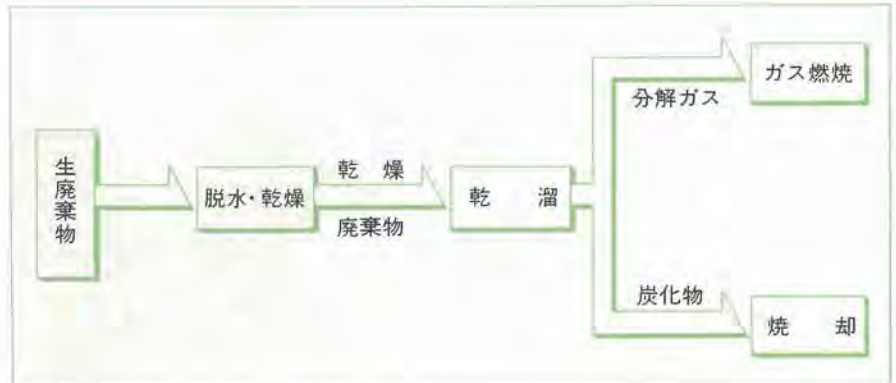 生廃棄物
脱水・乾燥
乾 燥
廃棄物
乾 溜
分解ガス
ガス燃焼
炭化物
焼 却